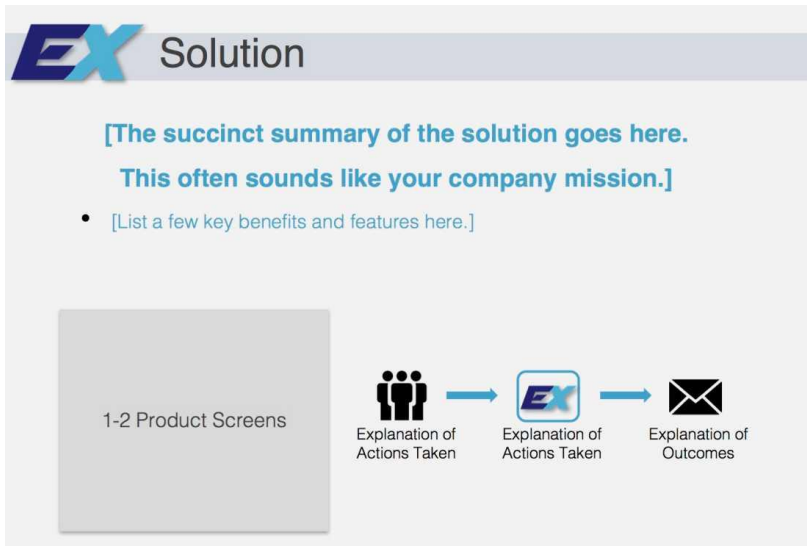 EX Solution
[The succinct summary of the solution goes here.
This often sounds like your company mission.]
• [List a few key benefits and features here.]
1-2 Product Screens
EX
Explanation of
Actions Taken
Explanation of
Actions Taken
Explanation of
Outcomes